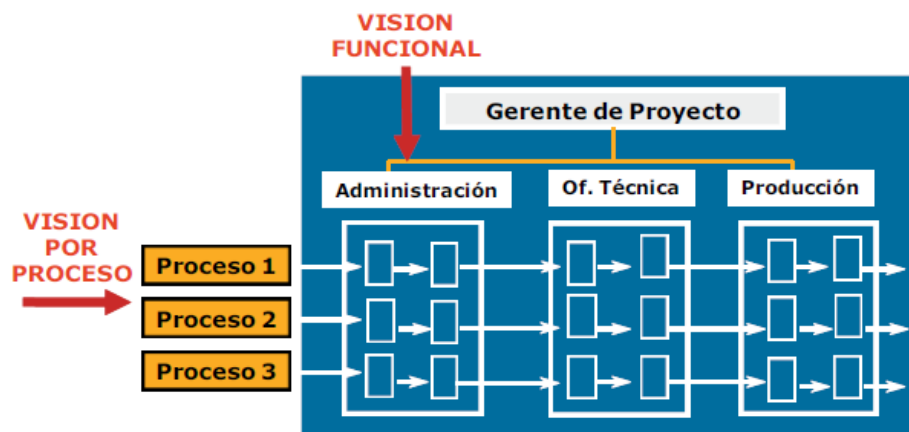 VISION
FUNCIONAL
Gerente de Proyecto
Administración
Of. Técnica
Producción
VISION
POR
PROCESO
Proceso 1
Proceso 2
Proceso 3